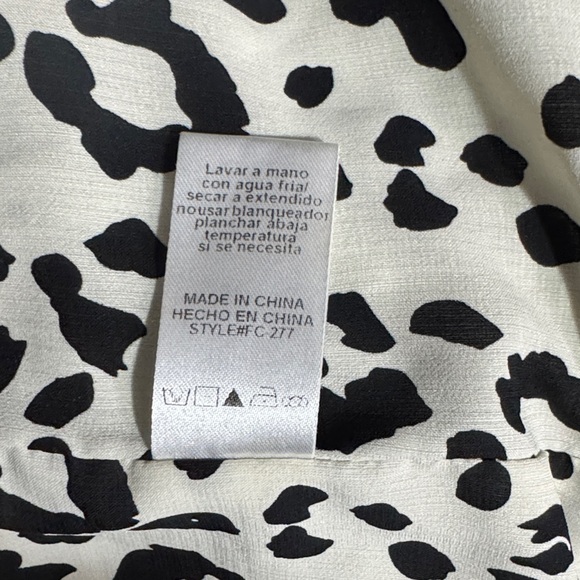 Lavar a mano
con agua fria/
secar a extendido
nousar blanqueador
planchar abaja
temperatura
si se necesita
MADE IN CHINA
HECHO EN CHINA
STYLE#FC-277